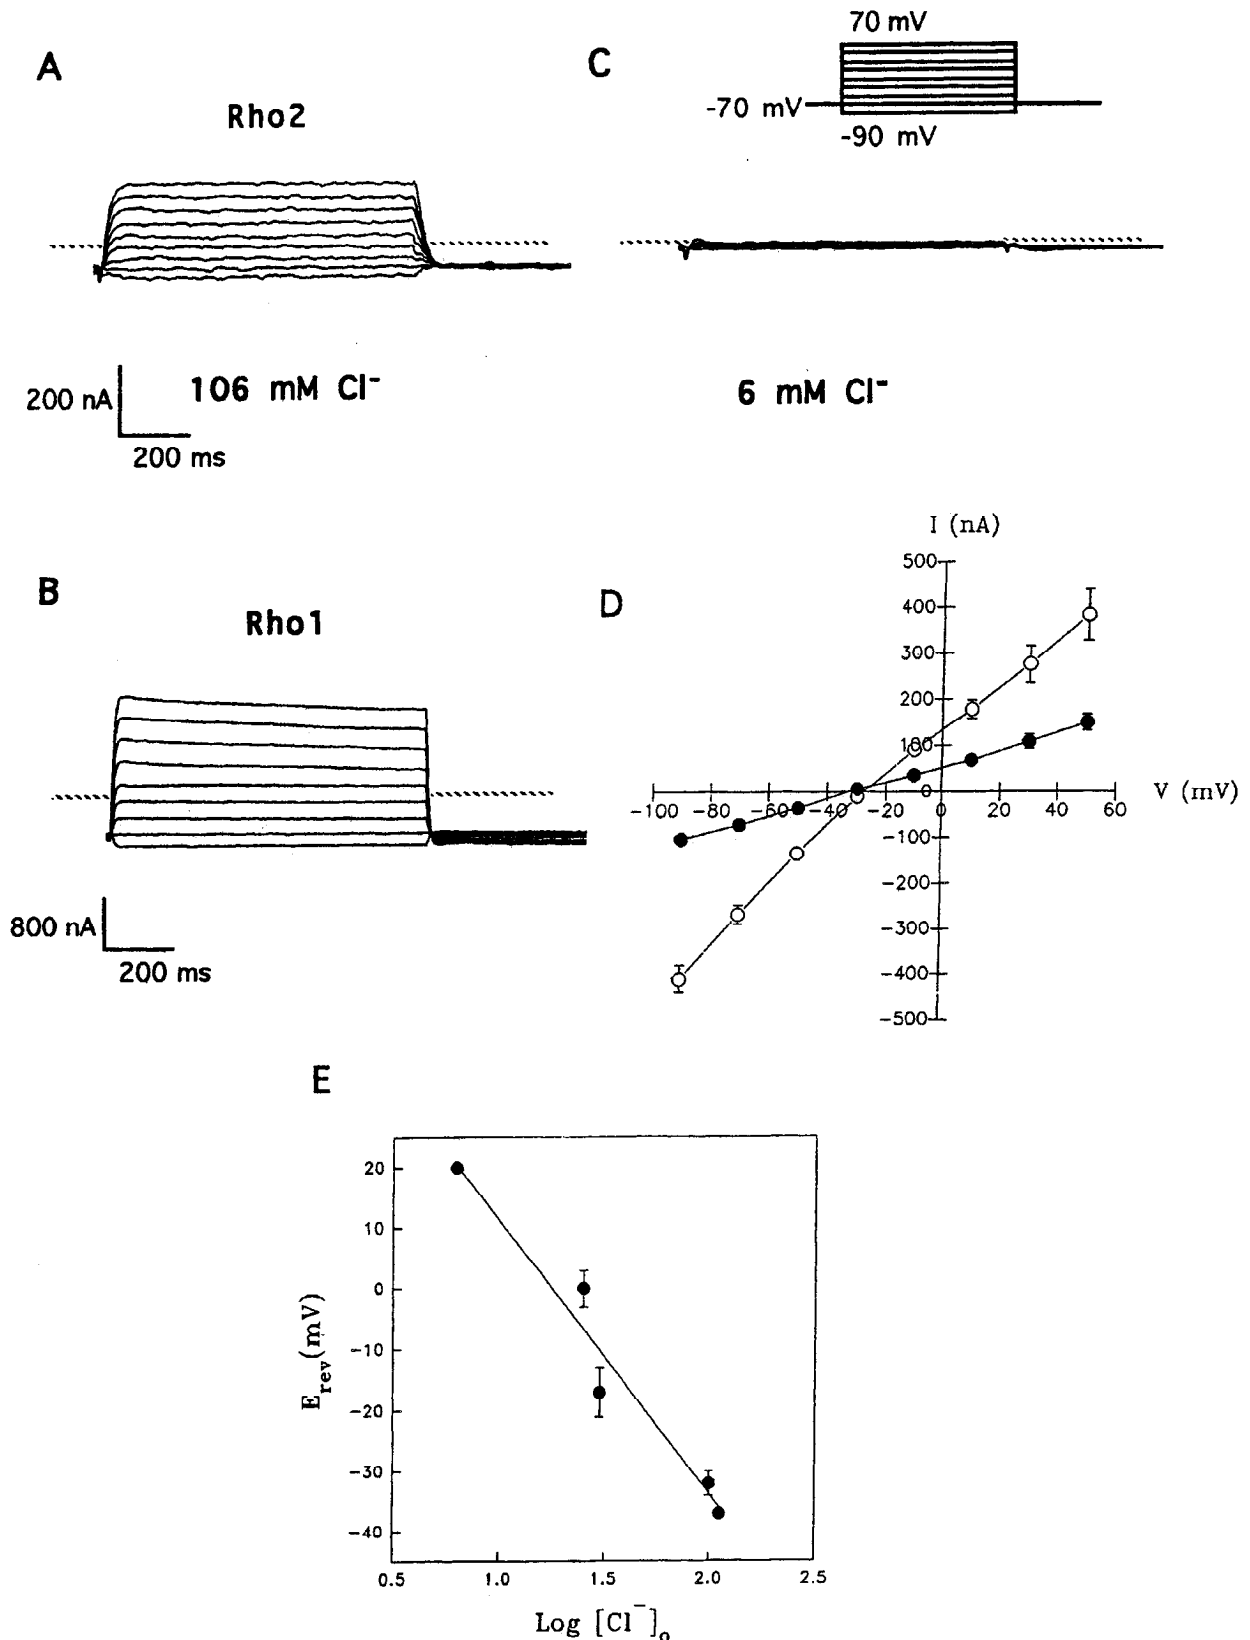 A
Rho2
200 nA
106 mM Cl⁻
200 ms
C
70 mV
-70 mV
-90 mV
6 mM Cl⁻
B
Rho1
800 nA
200 ms
D
I (nA)
500
400
300
200
100
0
-100
-200
-300
-400
-500
-100 -80 -60 -40 -20 0 20 40 60
V (mV)
E
20
10
0
-10
-20
-30
-40
E_rev (mV)
0.5 1.0 1.5 2.0 2.5
Log [Cl⁻]o